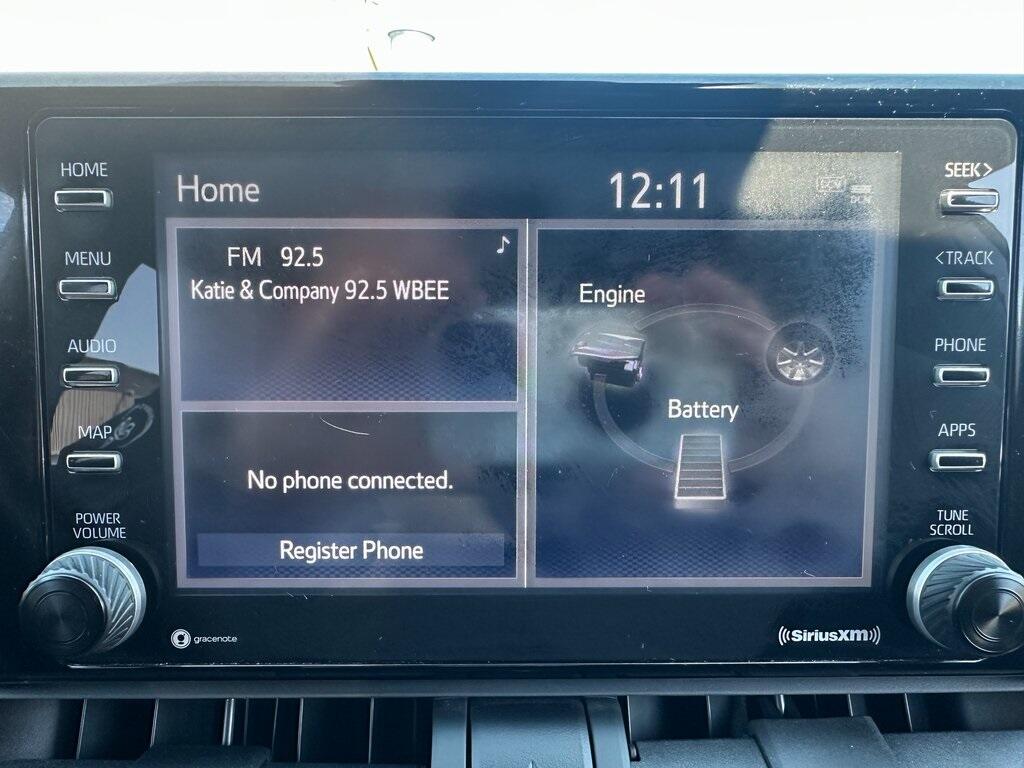 HOME
MENU
AUDIO
MAP
POWER
VOLUME
Home
12:11
DCM
FM 92.5
Katie & Company 92.5 WBEE
No phone connected.
Register Phone
Engine
Battery
SEEK>
<TRACK
PHONE
APPS
TUNE
SCROLL
gracenote
((SiriusXM))